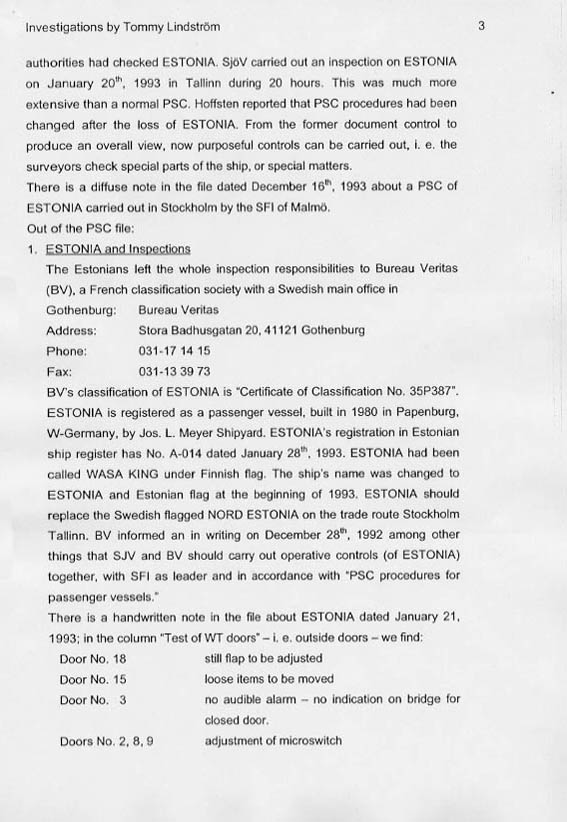 Investigations by Tommy Lindström 3
authorities had checked ESTONIA. SjöV carried out an inspection on ESTONIA
on January 20th, 1993 in Tallinn during 20 hours. This was much more
extensive than a normal PSC. Hoffsten reported that PSC procedures had been
changed after the loss of ESTONIA. From the former document control to
produce an overall view, now purposeful controls can be carried out, i. e. the
surveyors check special parts of the ship, or special matters.
There is a diffuse note in the file dated December 16th, 1993 about a PSC of
ESTONIA carried out in Stockholm by the SFI of Malmö.
Out of the PSC file:
1. ESTONIA and Inspections
The Estonians left the whole inspection responsibilities to Bureau Veritas
(BV), a French classification society with a Swedish main office in
Gothenburg: Bureau Veritas
Address: Stora Badhusgatan 20, 41121 Gothenburg
Phone: 031-17 14 15
Fax: 031-13 39 73
BV's classification of ESTONIA is "Certificate of Classification No. 35P387".
ESTONIA is registered as a passenger vessel, built in 1980 in Papenburg,
W-Germany, by Jos. L. Meyer Shipyard. ESTONIA's registration in Estonian
ship register has No. A-014 dated January 28th, 1993. ESTONIA had been
called WASA KING under Finnish flag. The ship's name was changed to
ESTONIA and Estonian flag at the beginning of 1993. ESTONIA should
replace the Swedish flagged NORD ESTONIA on the trade route Stockholm
Tallinn. BV informed an in writing on December 28th, 1992 among other
things that SJV and BV should carry out operative controls (of ESTONIA)
together, with SFI as leader and in accordance with "PSC procedures for
passenger vessels."
There is a handwritten note in the file about ESTONIA dated January 21,
1993; in the column "Test of WT doors" – i. e. outside doors – we find:
Door No. 18 still flap to be adjusted
Door No. 15 loose items to be moved
Door No. 3 no audible alarm – no indication on bridge for
closed door.
Doors No. 2, 8, 9 adjustment of microswitch